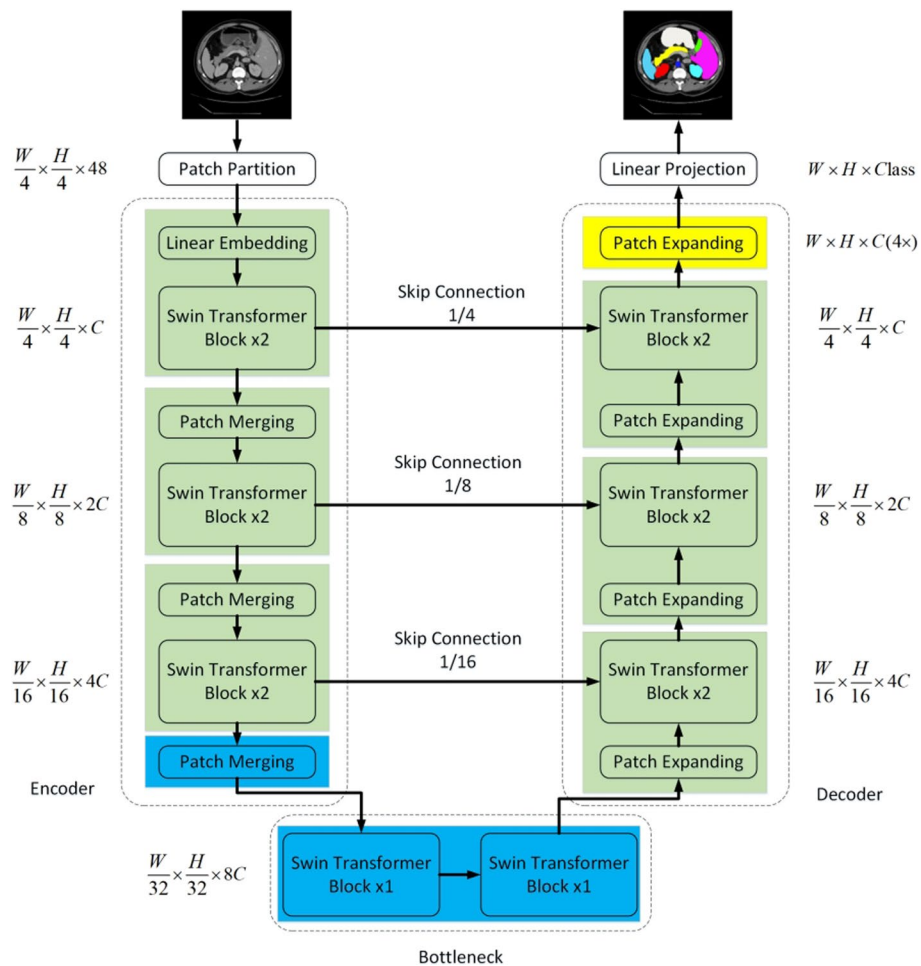 W/4 × H/4 × 48
Patch Partition
Linear Projection
W × H × Class
Linear Embedding
Patch Expanding
W × H × C(4×)
W/4 × H/4 × C
Swin Transformer
Block x2
Skip Connection
1/4
Swin Transformer
Block x2
W/4 × H/4 × C
Patch Merging
Patch Expanding
W/8 × H/8 × 2C
Swin Transformer
Block x2
Skip Connection
1/8
Swin Transformer
Block x2
W/8 × H/8 × 2C
Patch Merging
Patch Expanding
W/16 × H/16 × 4C
Swin Transformer
Block x2
Skip Connection
1/16
Swin Transformer
Block x2
W/16 × H/16 × 4C
Patch Merging
Patch Expanding
Encoder
Decoder
W/32 × H/32 × 8C
Swin Transformer
Block x1
Swin Transformer
Block x1
Bottleneck